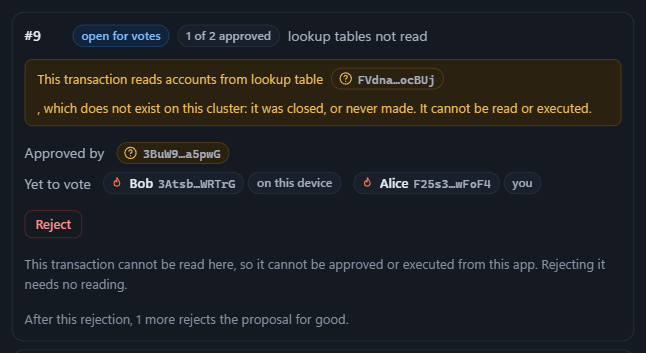 #9 open for votes 1 of 2 approved lookup tables not read
This transaction reads accounts from lookup table ? FVdna…ocBUj
, which does not exist on this cluster: it was closed, or never made. It cannot be read or executed.
Approved by ? 3BuW9…a5pwG
Yet to vote Bob 3Atsb…WRTrG on this device Alice F25s3…wFoF4 you
Reject
This transaction cannot be read here, so it cannot be approved or executed from this app. Rejecting it
needs no reading.
After this rejection, 1 more rejects the proposal for good.